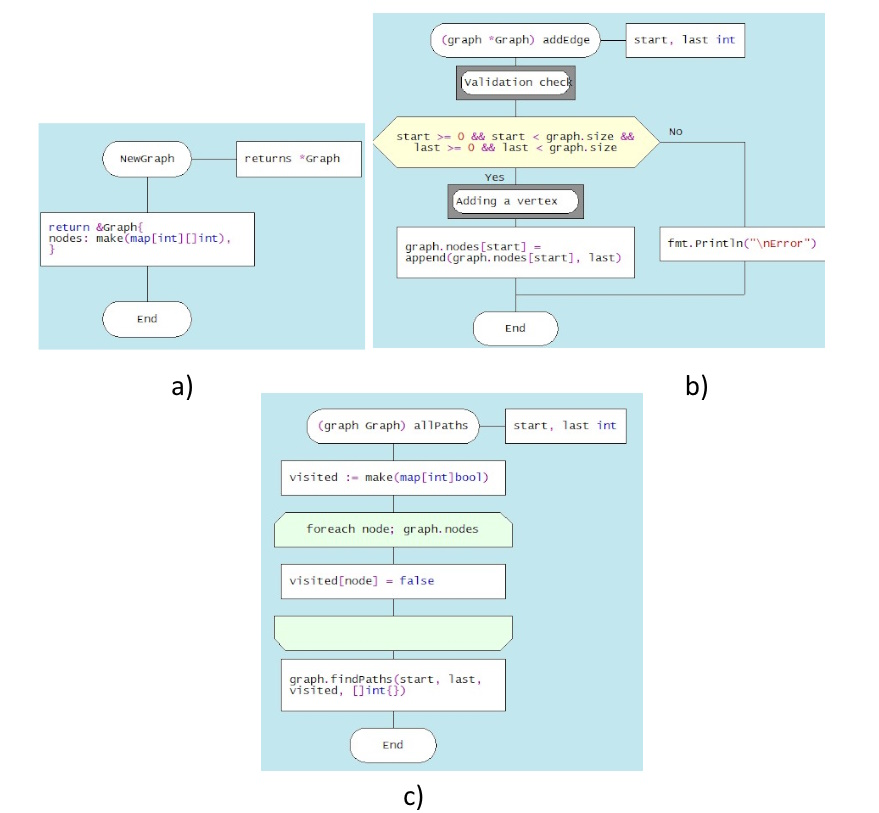 NewGraph
returns *Graph
return &Graph{
nodes: make(map[int][]int),
}
End
a)
(graph *Graph) addEdge
start, last int
Validation check
start >= 0 && start < graph.size &&
last >= 0 && last < graph.size
No
Yes
Adding a vertex
graph.nodes[start] =
append(graph.nodes[start], last)
fmt.Println("\nError")
End
b)
(graph Graph) allPaths
start, last int
visited := make(map[int]bool)
foreach node; graph.nodes
visited[node] = false
graph.findPaths(start, last,
visited, []int{})
End
c)